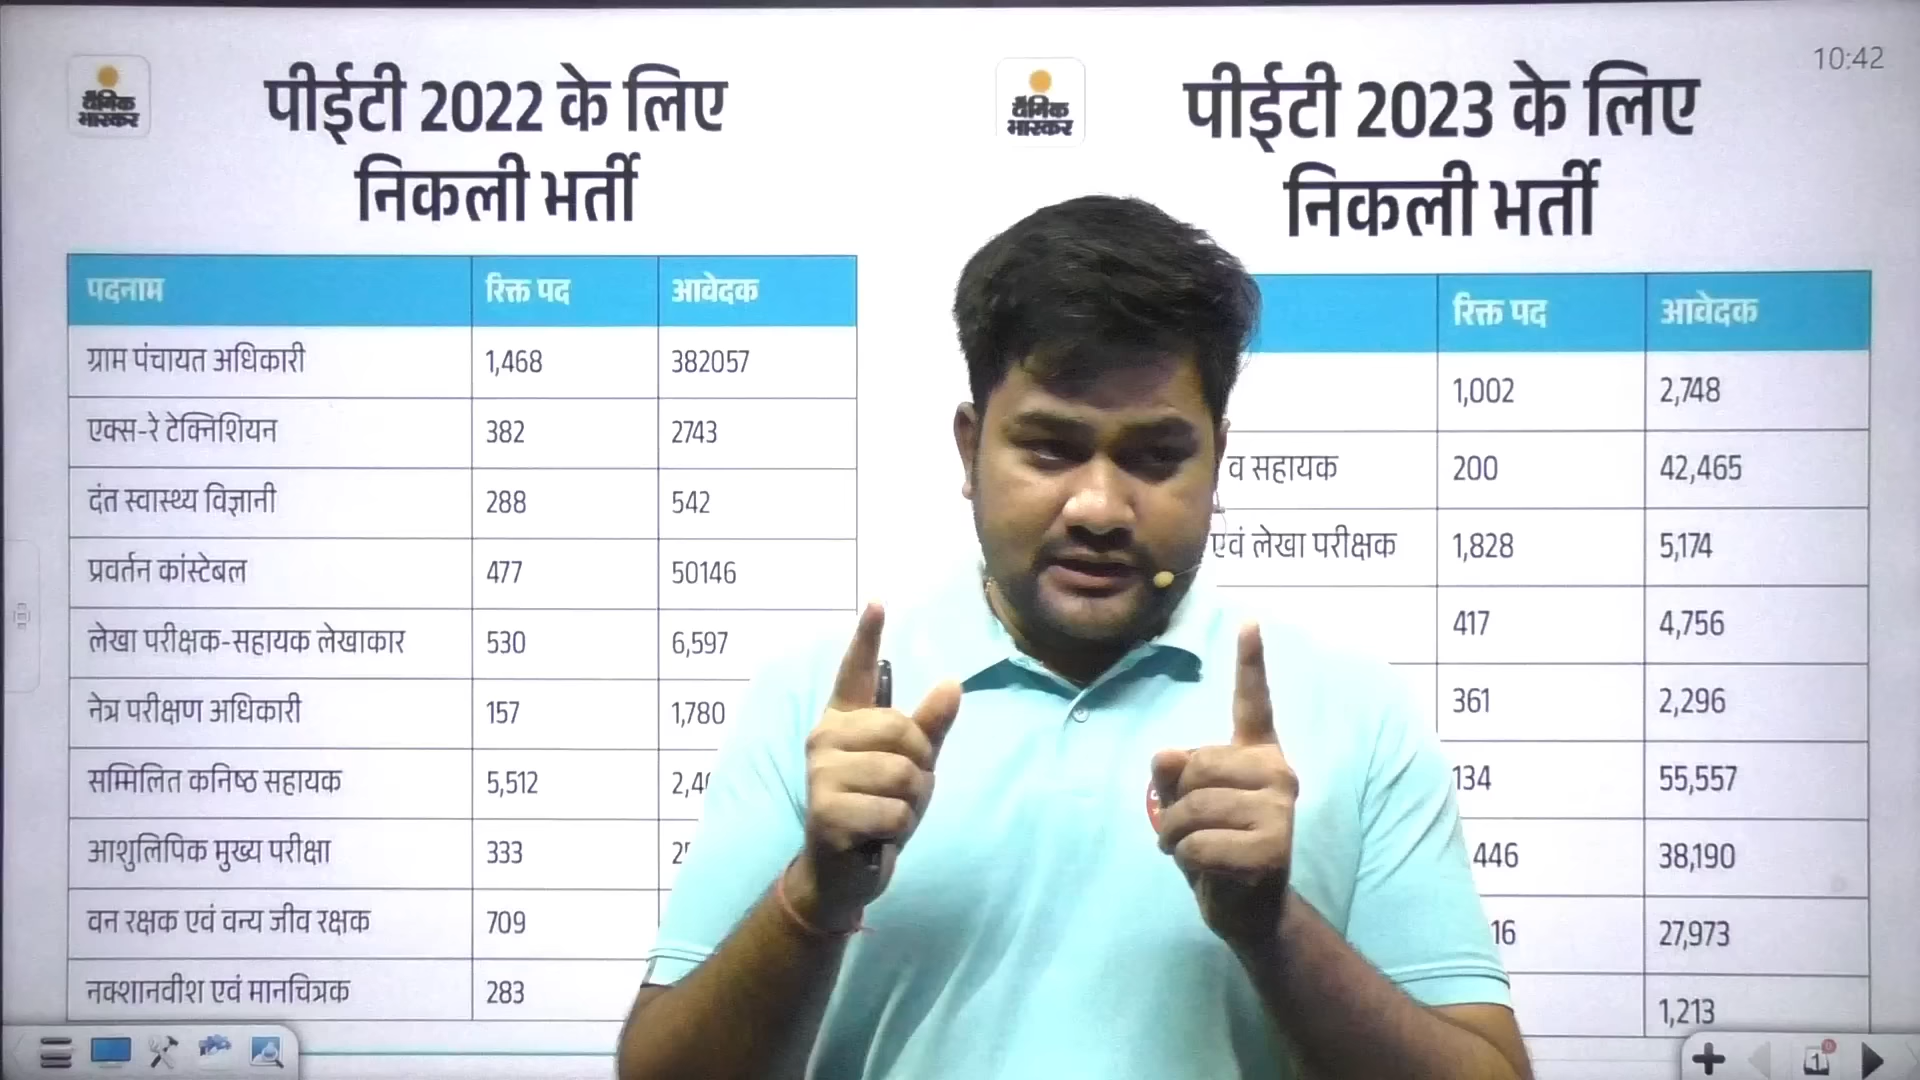 10:42
दैनिक भास्कर
पीईटी 2022 के लिए
निकली भर्ती
पदनाम रिक्त पद आवेदक
ग्राम पंचायत अधिकारी 1,468 382057
एक्स-रे टेक्निशियन 382 2743
दंत स्वास्थ्य विज्ञानी 288 542
प्रवर्तन कांस्टेबल 477 50146
लेखा परीक्षक-सहायक लेखाकार 530 6,597
नेत्र परीक्षण अधिकारी 157 1,780
सम्मिलित कनिष्ठ सहायक 5,512
आशुलिपिक मुख्य परीक्षा 333
वन रक्षक एवं वन्य जीव रक्षक 709
नक्शानवीश एवं मानचित्रक 283
दैनिक भास्कर
पीईटी 2023 के लिए
निकली भर्ती
रिक्त पद आवेदक
1,002 2,748
व सहायक 200 42,465
एवं लेखा परीक्षक 1,828 5,174
417 4,756
361 2,296
134 55,557
446 38,190
16 27,973
1,213
1